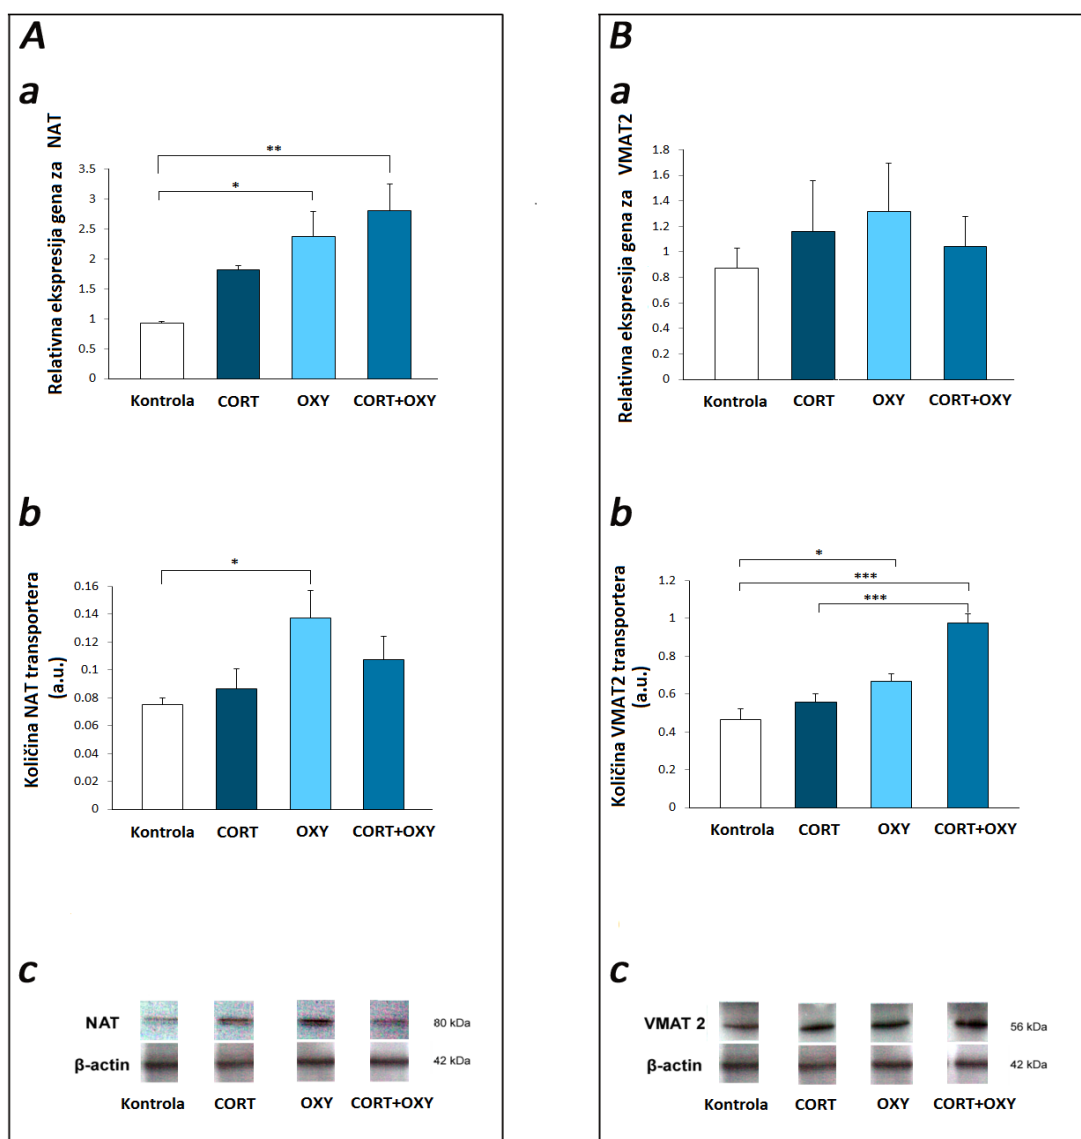 A
a
Relativna ekspresija gena za NAT
**
*
3.5
3
2.5
2
1.5
1
0.5
0
Kontrola CORT OXY CORT+OXY
b
Količina NAT transportera
(a.u.)
*
0.16
0.14
0.12
0.1
0.08
0.06
0.04
0.02
0
Kontrola CORT OXY CORT+OXY
c
NAT 80 kDa
β-actin 42 kDa
Kontrola CORT OXY CORT+OXY
B
a
Relativna ekspresija gena za VMAT2
1.8
1.6
1.4
1.2
1
0.8
0.6
0.4
0.2
0
Kontrola CORT OXY CORT+OXY
b
Količina VMAT2 transportera
(a.u.)
*
***
***
1.2
1
0.8
0.6
0.4
0.2
0
Kontrola CORT OXY CORT+OXY
c
VMAT 2 56 kDa
β-actin 42 kDa
Kontrola CORT OXY CORT+OXY